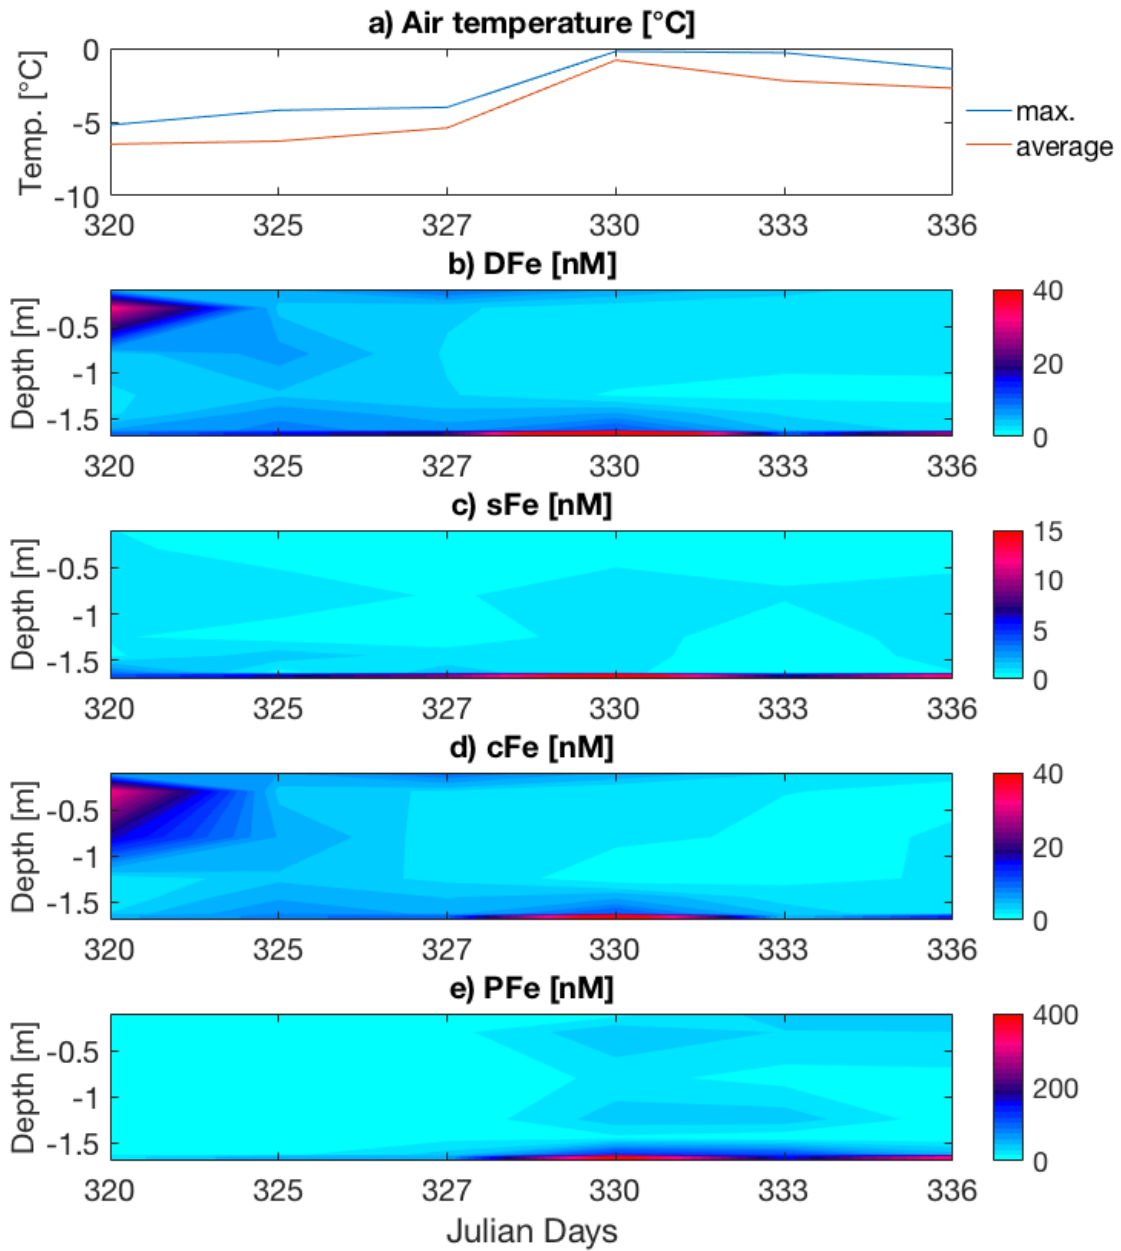 a) Air temperature [°C]
Temp. [°C]
0
-5
-10
320 325 327 330 333 336
max.
average
b) DFe [nM]
Depth [m]
-0.5
-1
-1.5
320 325 327 330 333 336
40
20
0
c) sFe [nM]
Depth [m]
-0.5
-1
-1.5
320 325 327 330 333 336
15
10
5
0
d) cFe [nM]
Depth [m]
-0.5
-1
-1.5
320 325 327 330 333 336
40
20
0
e) PFe [nM]
Depth [m]
-0.5
-1
-1.5
320 325 327 330 333 336
400
200
0
Julian Days